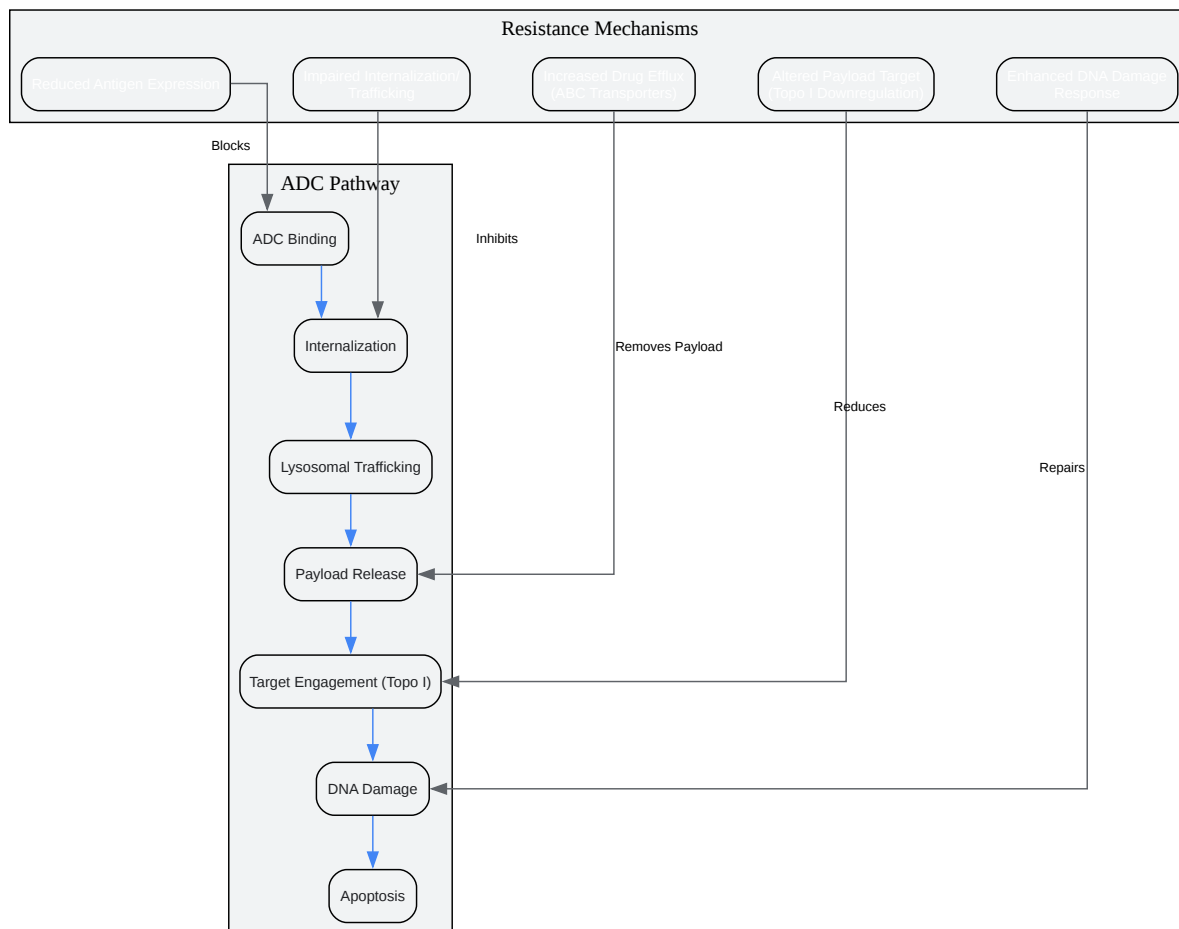 Resistance Mechanisms
Reduced Antigen Expression
Impaired Internalization/
Trafficking
Increased Drug Efflux
(ABC Transporters)
Altered Payload Target
(Topo I Downregulation)
Enhanced DNA Damage
Response
Blocks
ADC Pathway
ADC Binding
Inhibits
Internalization
Removes Payload
Reduces
Lysosomal Trafficking
Repairs
Payload Release
Target Engagement (Topo I)
DNA Damage
Apoptosis